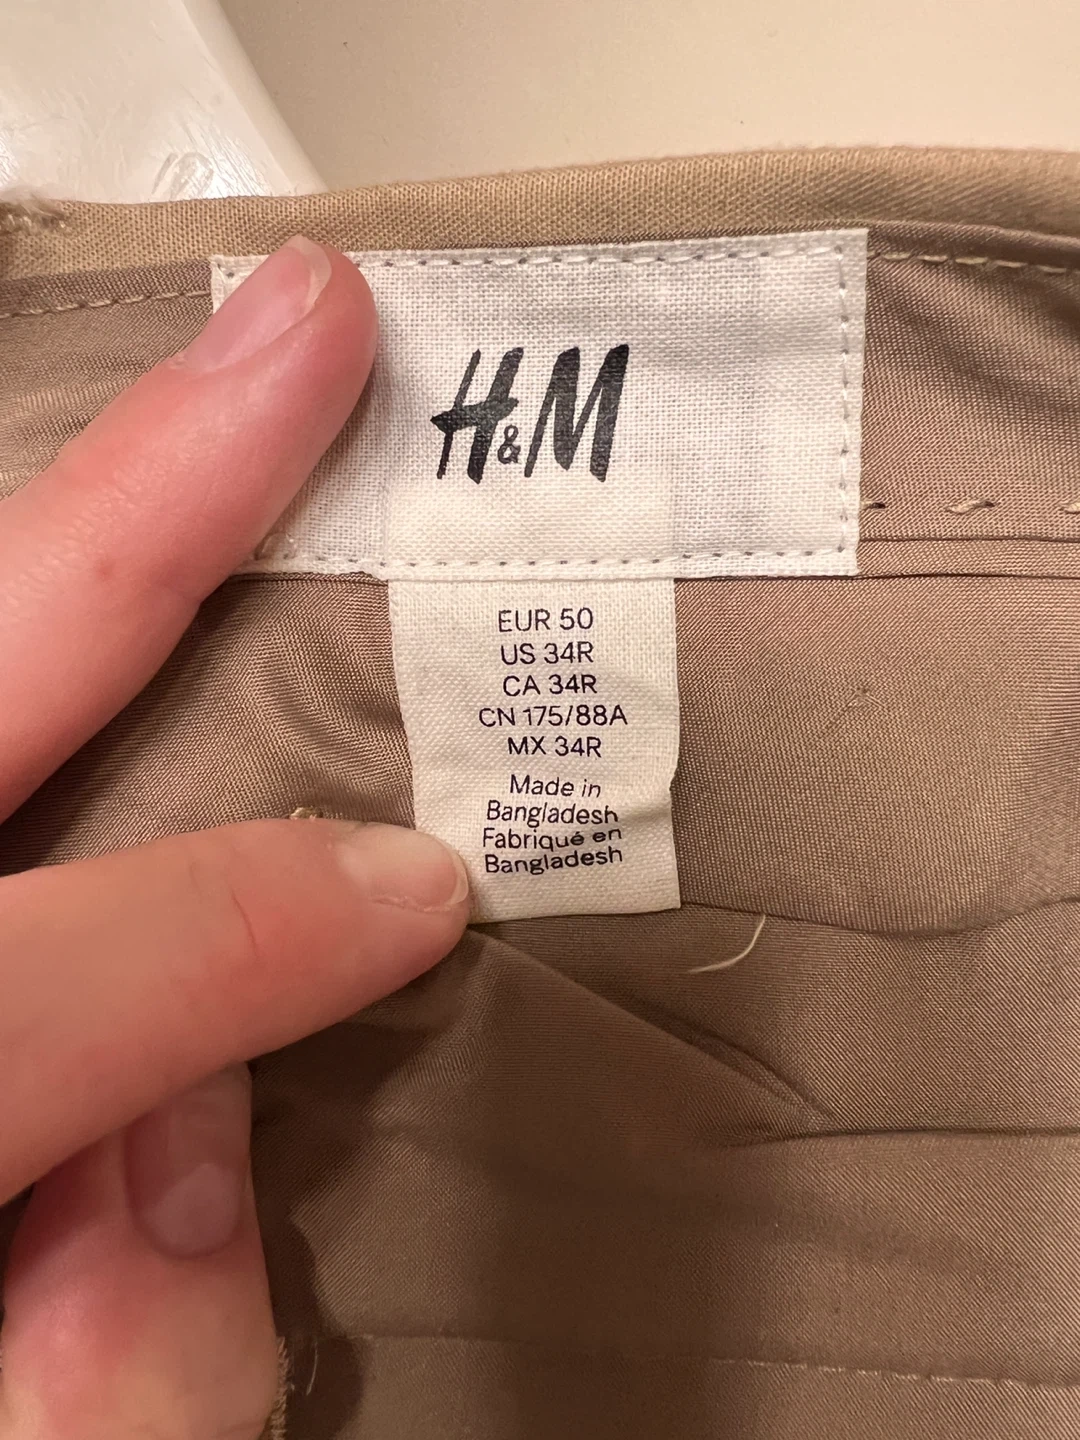 H&M
EUR 50
US 34R
CA 34R
CN 175/88A
MX 34R
Made in
Bangladesh
Fabriqué en
Bangladesh